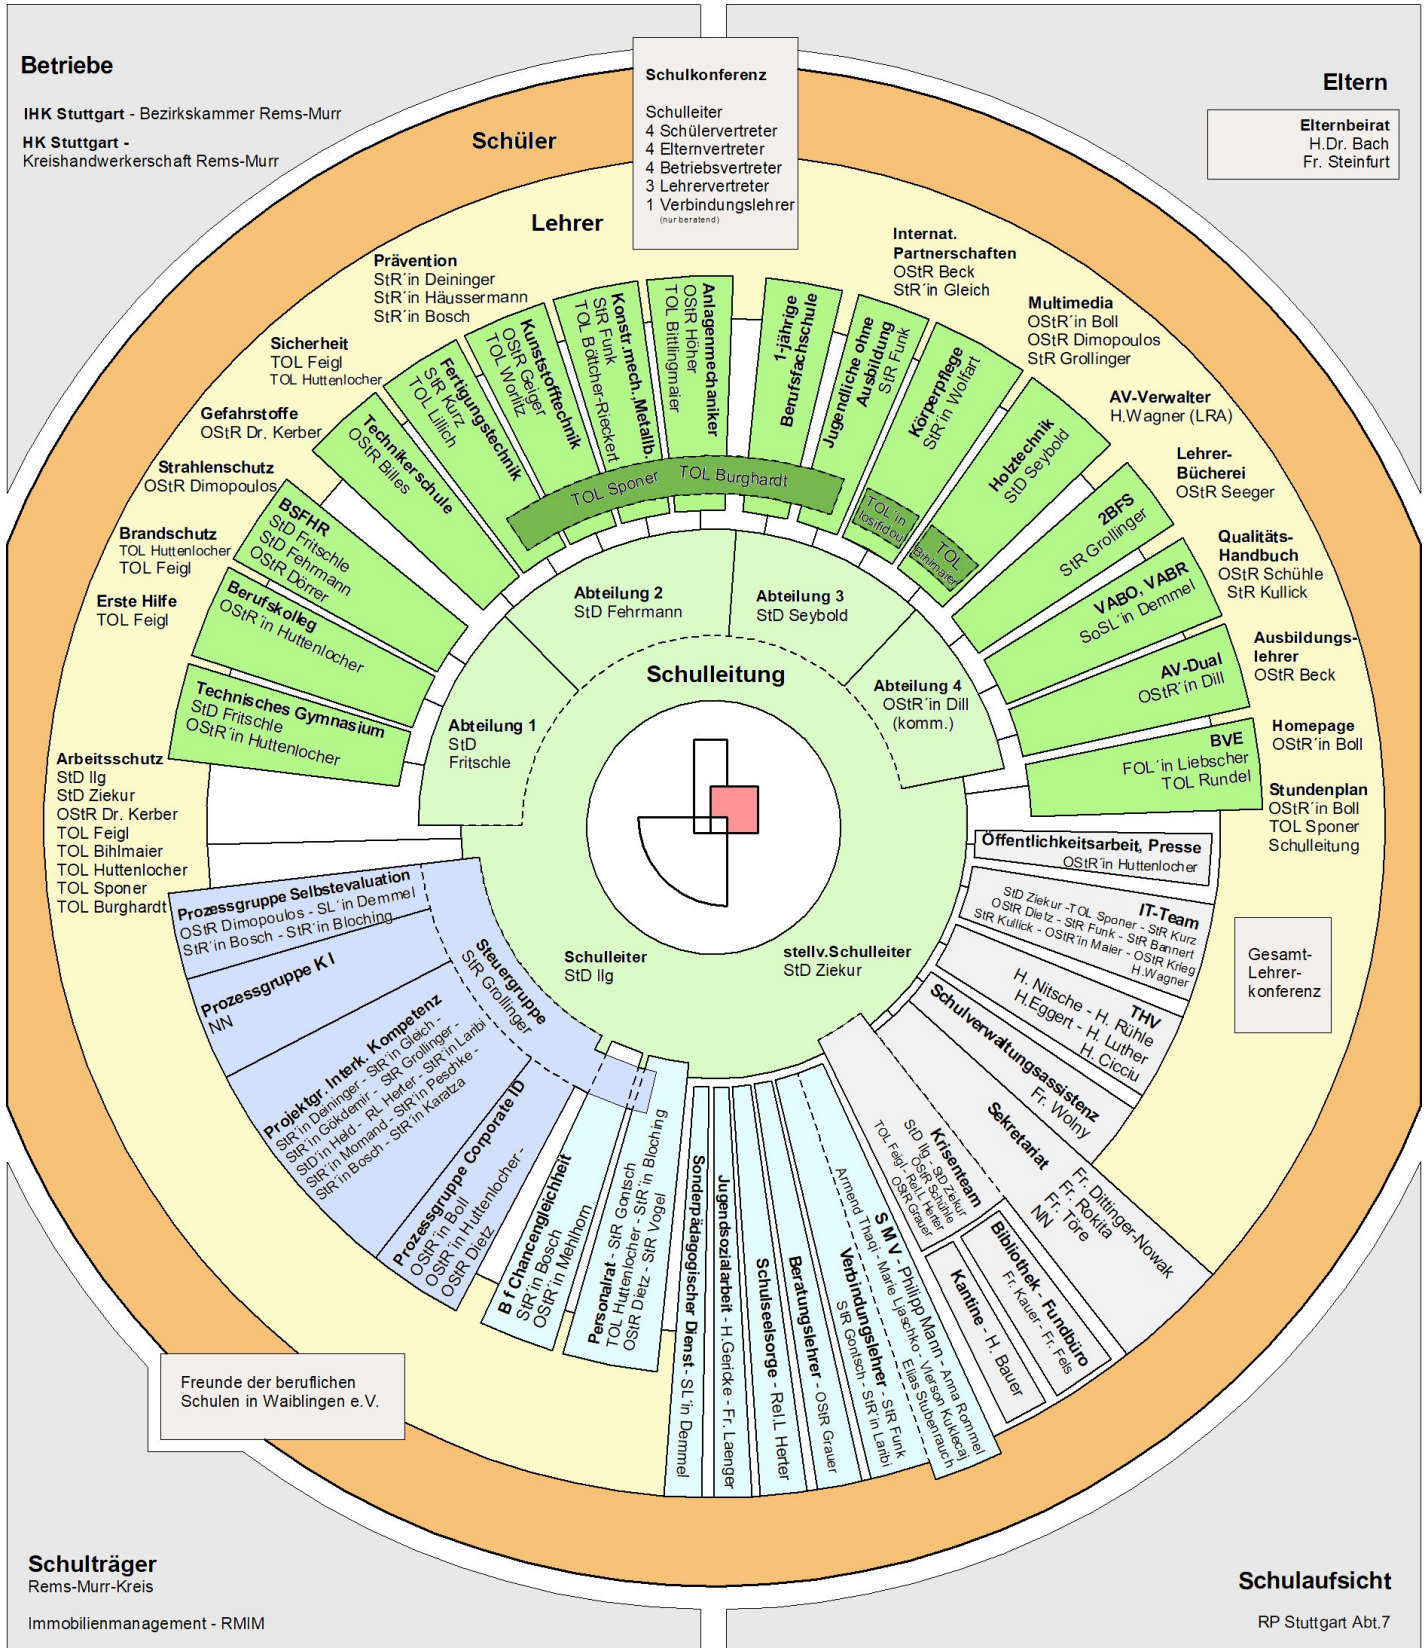 Betriebe
IHK Stuttgart - Bezirkskammer Rems-Murr
HK Stuttgart -
Kreishandwerkerschaft Rems-Murr
Schulkonferenz
Schulleiter
4 Schülervertreter
4 Elternvertreter
4 Betriebsvertreter
3 Lehrervertreter
1 Verbindungslehrer
(nur beratend)
Eltern
Elternbeirat
H.Dr. Bach
Fr. Steinfurt
Schüler
Lehrer
Prävention
StR´in Deininger
StR´in Häussermann
StR´in Bosch
Sicherheit
TOL Feigl
TOL Huttenlocher
Gefahrstoffe
OStR Dr. Kerber
Strahlenschutz
OStR Dimopoulos
Brandschutz
TOL Huttenlocher
TOL Feigl
Erste Hilfe
TOL Feigl
Arbeitsschutz
StD Ilg
StD Ziekur
OStR Dr. Kerber
TOL Feigl
TOL Bihlmaier
TOL Huttenlocher
TOL Sponer
TOL Burghardt
Internat.
Partnerschaften
OStR Beck
StR´in Gleich
Multimedia
OStR´in Boll
OStR Dimopoulos
StR Grollinger
AV-Verwalter
H.Wagner (LRA)
Lehrer-
Bücherei
OStR Seeger
Qualitäts-
Handbuch
OStR Schühle
StR Kullick
Ausbildungs-
lehrer
OStR Beck
Homepage
OStR´in Boll
Stundenplan
OStR´in Boll
TOL Sponer
Schulleitung
Technisches Gymnasium
StD Fritschle
OStR´in Huttenlocher
Berufskolleg
OStR´in Huttenlocher
BSFHR
StD Fritschle
StD Fehrmann
OStR Dörrer
Technikerschule
OStR Billes
Fertigungstechnik
StR Kurz
TOL Lillich
Kunststofftechnik
OStR Geiger
TOL Worlitz
Konstr.mech.,Metallb.
StR Funk
TOL Böttcher-Rieckert
Anlagenmechaniker
OStR Höher
TOL Bittlingmaier
1-jährige
Berufsfachschule
Jugendliche ohne
Ausbildung
StR Funk
Körperpflege
StR´in Wolfart
Holztechnik
StD Seybold
2BFS
StR Grollinger
VABO, VABR
SoSL´in Demmel
AV-Dual
OStR´in Dill
BVE
FOL´in Liebscher
TOL Rundel
TOL Sponer TOL Burghardt
TOL´in
Iosifidou
TOL
Bihlmaier
Abteilung 1
StD
Fritschle
Abteilung 2
StD Fehrmann
Abteilung 3
StD Seybold
Abteilung 4
OStR´in Dill
(komm.)
Schulleitung
Schulleiter
StD Ilg
stellv.Schulleiter
StD Ziekur
Öffentlichkeitsarbeit, Presse
OStR´in Huttenlocher
IT-Team
StD Ziekur -TOL Sponer - StR Kurz
OStR Dietz - StR Funk - StR Bannert
StR Kullick - OStR´in Maier - OStR Krieg
H.Wagner
THV
H. Nitsche - H. Rühle
H.Eggert - H. Luther
H. Cicciu
Schulverwaltungsassistenz
Fr. Wolny
Sekretariat
Fr. Dittinger-Nowak
Fr. Rokita
Fr. Töre
NN
Krisenteam
StD Ilg - StD Ziekur
OStR Schühle
TOL Feigl - Rel.L Herter
OStR Grauer
Bibliothek - Fundbüro
Fr. Kauer - Fr. Fels
Kantine - H. Bauer
Gesamt-
Lehrer-
konferenz
Prozessgruppe Selbstevaluation
OStR Dimopoulos - SL´in Demmel
StR´in Bosch - StR´in Bloching
Prozessgruppe K I
NN
Steuergruppe
StR Grollinger
Projektgr. Interk. Kompetenz
StR´in Deininger - StR´in Gleich -
StR´in Gökdemir - StR Grollinger -
StD´in Held - RL Herter - StR´in Laribi
StR´in Momand - StR´in Peschke -
StR´in Bosch - StR´in Karatza
Prozessgruppe Corporate ID
OStR´in Boll
OStR´in Huttenlocher -
OStR Dietz
B f Chancengleichheit
StR´in Bosch
OStR´in Mehlhorn
Personalrat - StR Gontsch
TOL Huttenlocher - StR´in Bloching
OStR Dietz - StR Vogel
Sonderpädagogischer Dienst - SL´in Demmel
Jugendsozialarbeit - H.Gericke - Fr. Laenger
Schulseelsorge - Rel.L Herter
Beratungslehrer - OStR Grauer
Verbindungslehrer - StR Funk
StR Gontsch - StR´in Laribi
S M V - Philipp Mann - Anna Rommel
Armend Thaqi - Marie Ljaschko - Vlerson Kuklecaj
Elias Stubenrauch
Freunde der beruflichen
Schulen in Waiblingen e.V.
Schulträger
Rems-Murr-Kreis
Immobilienmanagement - RMIM
Schulaufsicht
RP Stuttgart Abt.7